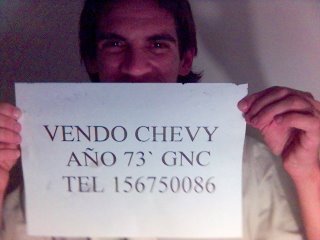 VENDO CHEVY
AÑO 73` GNC
TEL 156750086